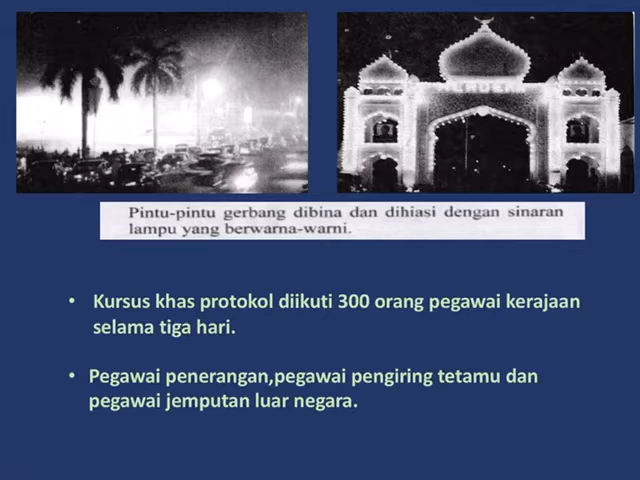 MERDEKA
Pintu-pintu gerbang dibina dan dihiasi dengan sinaran
lampu yang berwarna-warni.
• Kursus khas protokol diikuti 300 orang pegawai kerajaan
selama tiga hari.
• Pegawai penerangan,pegawai pengiring tetamu dan
pegawai jemputan luar negara.